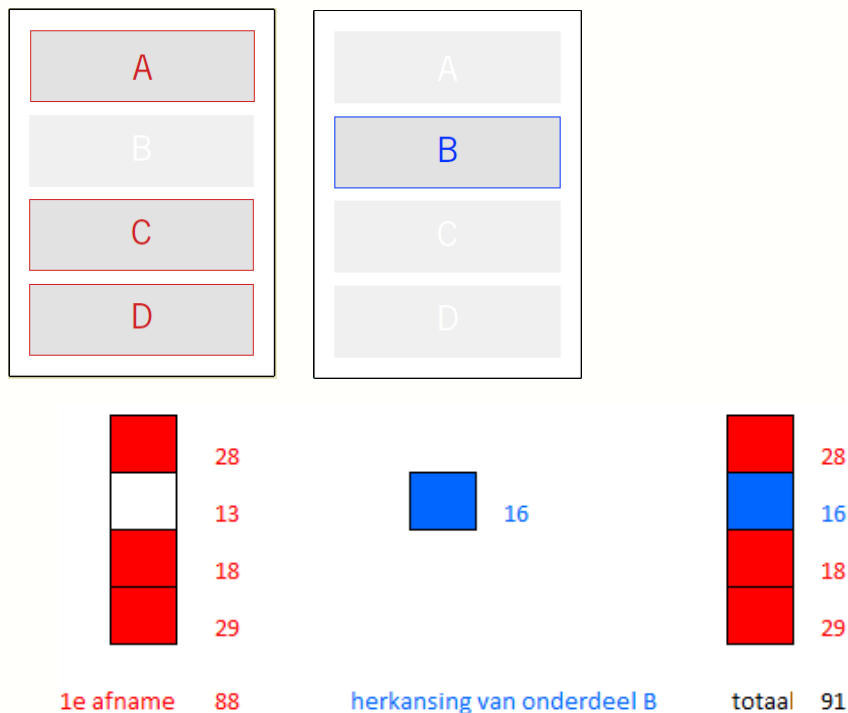 A
B
C
D
A
B
C
D
28
13
18
29
16
28
16
18
29
1e afname 88
herkansing van onderdeel B
totaal 91